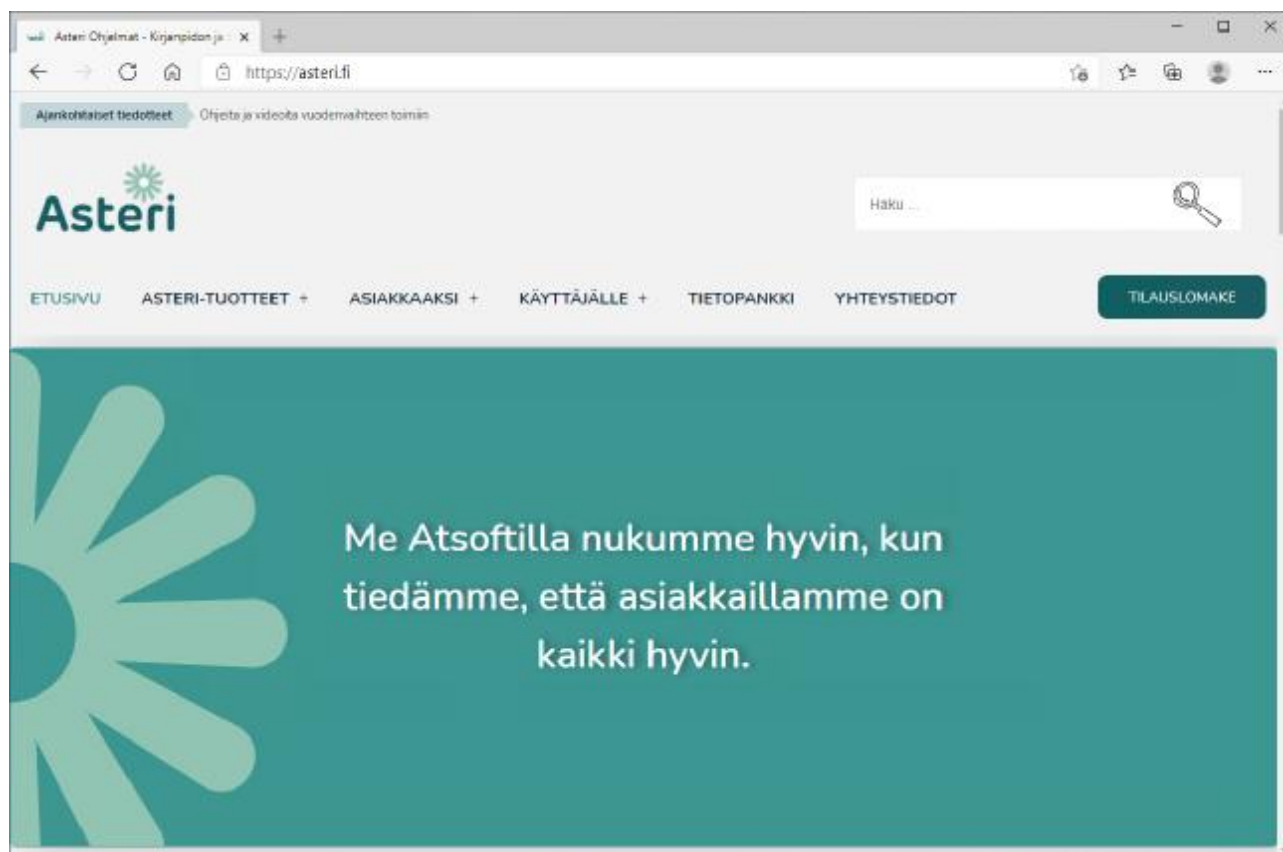 Asteri Ohjelmat - Kirjanpidon ja
https://asteri.fi
Ajankohtaiset tiedotteet Ohjeita ja videoita vuodenvaihteen toimiin
Asteri
Haku ...
ETUSIVU ASTERI-TUOTTEET + ASIAKKAAKSI + KÄYTTÄJÄLLE + TIETOPANKKI YHTEYSTIEDOT TILAUSLOMAKE
Me Atsoftilla nukumme hyvin, kun
tiedämme, että asiakkaillamme on
kaikki hyvin.